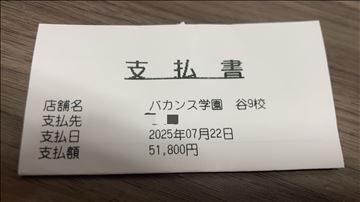 支払書
店舗名 バカンス学園 谷9校
支払先
支払日 2025年07月22日
支払額 51,800円